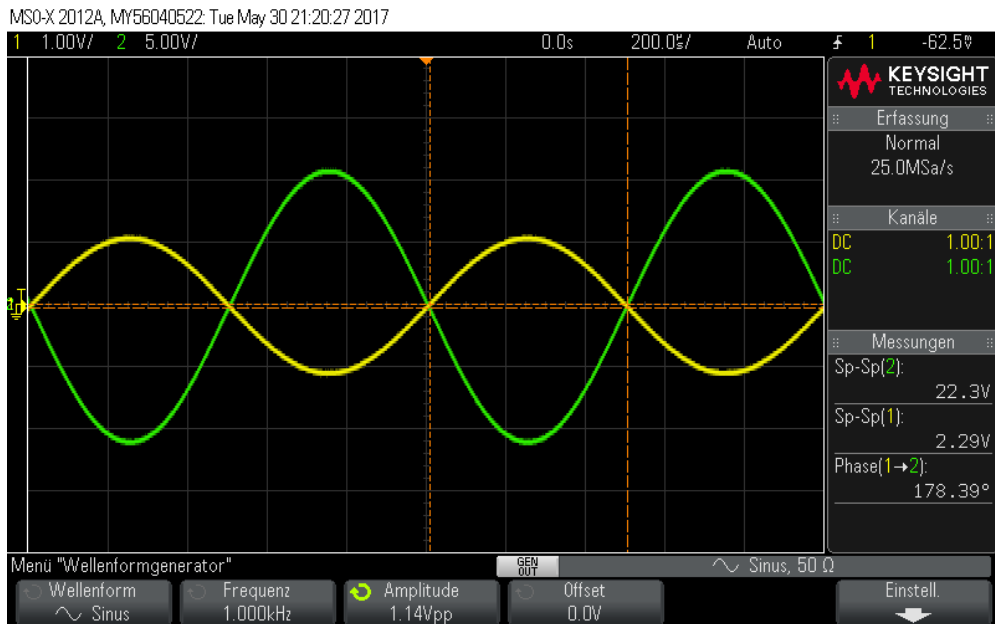 MSO-X 2012A, MY56040522: Tue May 30 21:20:27 2017
1 1.00V/ 2 5.00V/ 0.0s 200.0µs/ Auto 1 -62.5mV
KEYSIGHT
TECHNOLOGIES
Erfassung
Normal
25.0MSa/s
Kanäle
DC 1.00:1
DC 1.00:1
Messungen
Sp-Sp(2):
22.3V
Sp-Sp(1):
2.29V
Phase(1→2):
178.39°
Menü "Wellenformgenerator"
GEN OUT
Sinus, 50 Ω
Wellenform
Sinus
Frequenz
1.000kHz
Amplitude
1.14Vpp
Offset
0.0V
Einstell.